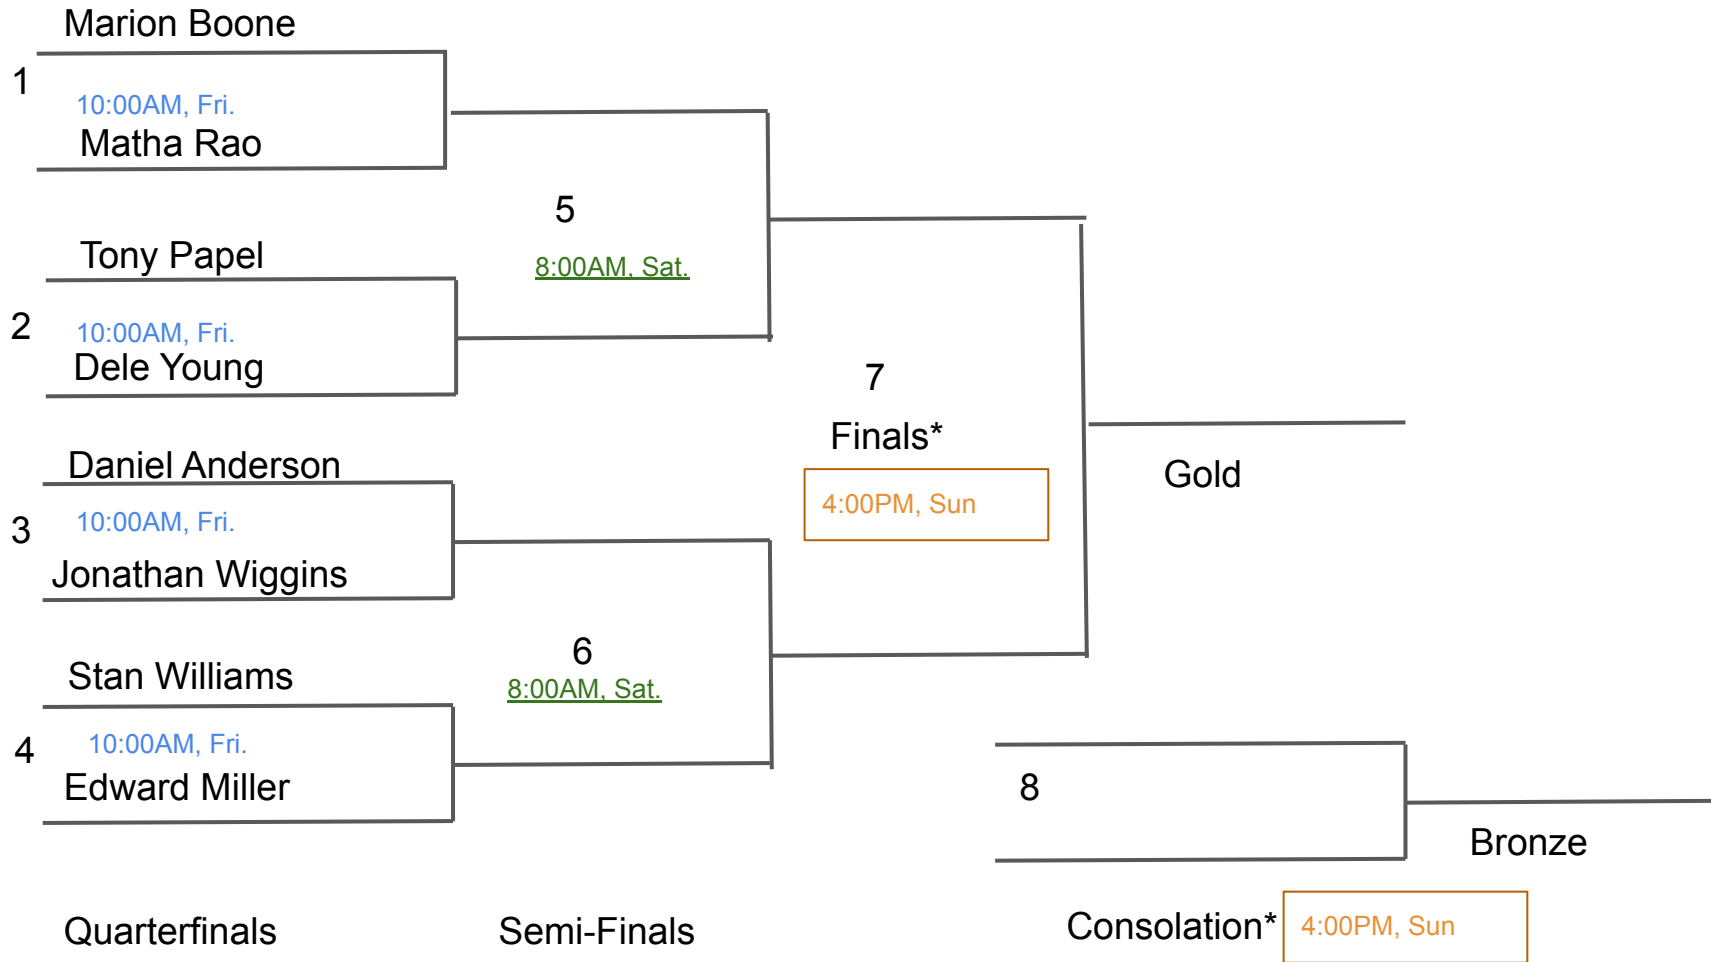 Marion Boone
1
10:00AM, Fri.
Matha Rao
5
8:00AM, Sat.
Tony Papel
2
10:00AM, Fri.
Dele Young
7
Finals*
4:00PM, Sun
Gold
Daniel Anderson
3
10:00AM, Fri.
Jonathan Wiggins
6
8:00AM, Sat.
Stan Williams
4
10:00AM, Fri.
Edward Miller
8
Bronze
Quarterfinals
Semi-Finals
Consolation*
4:00PM, Sun